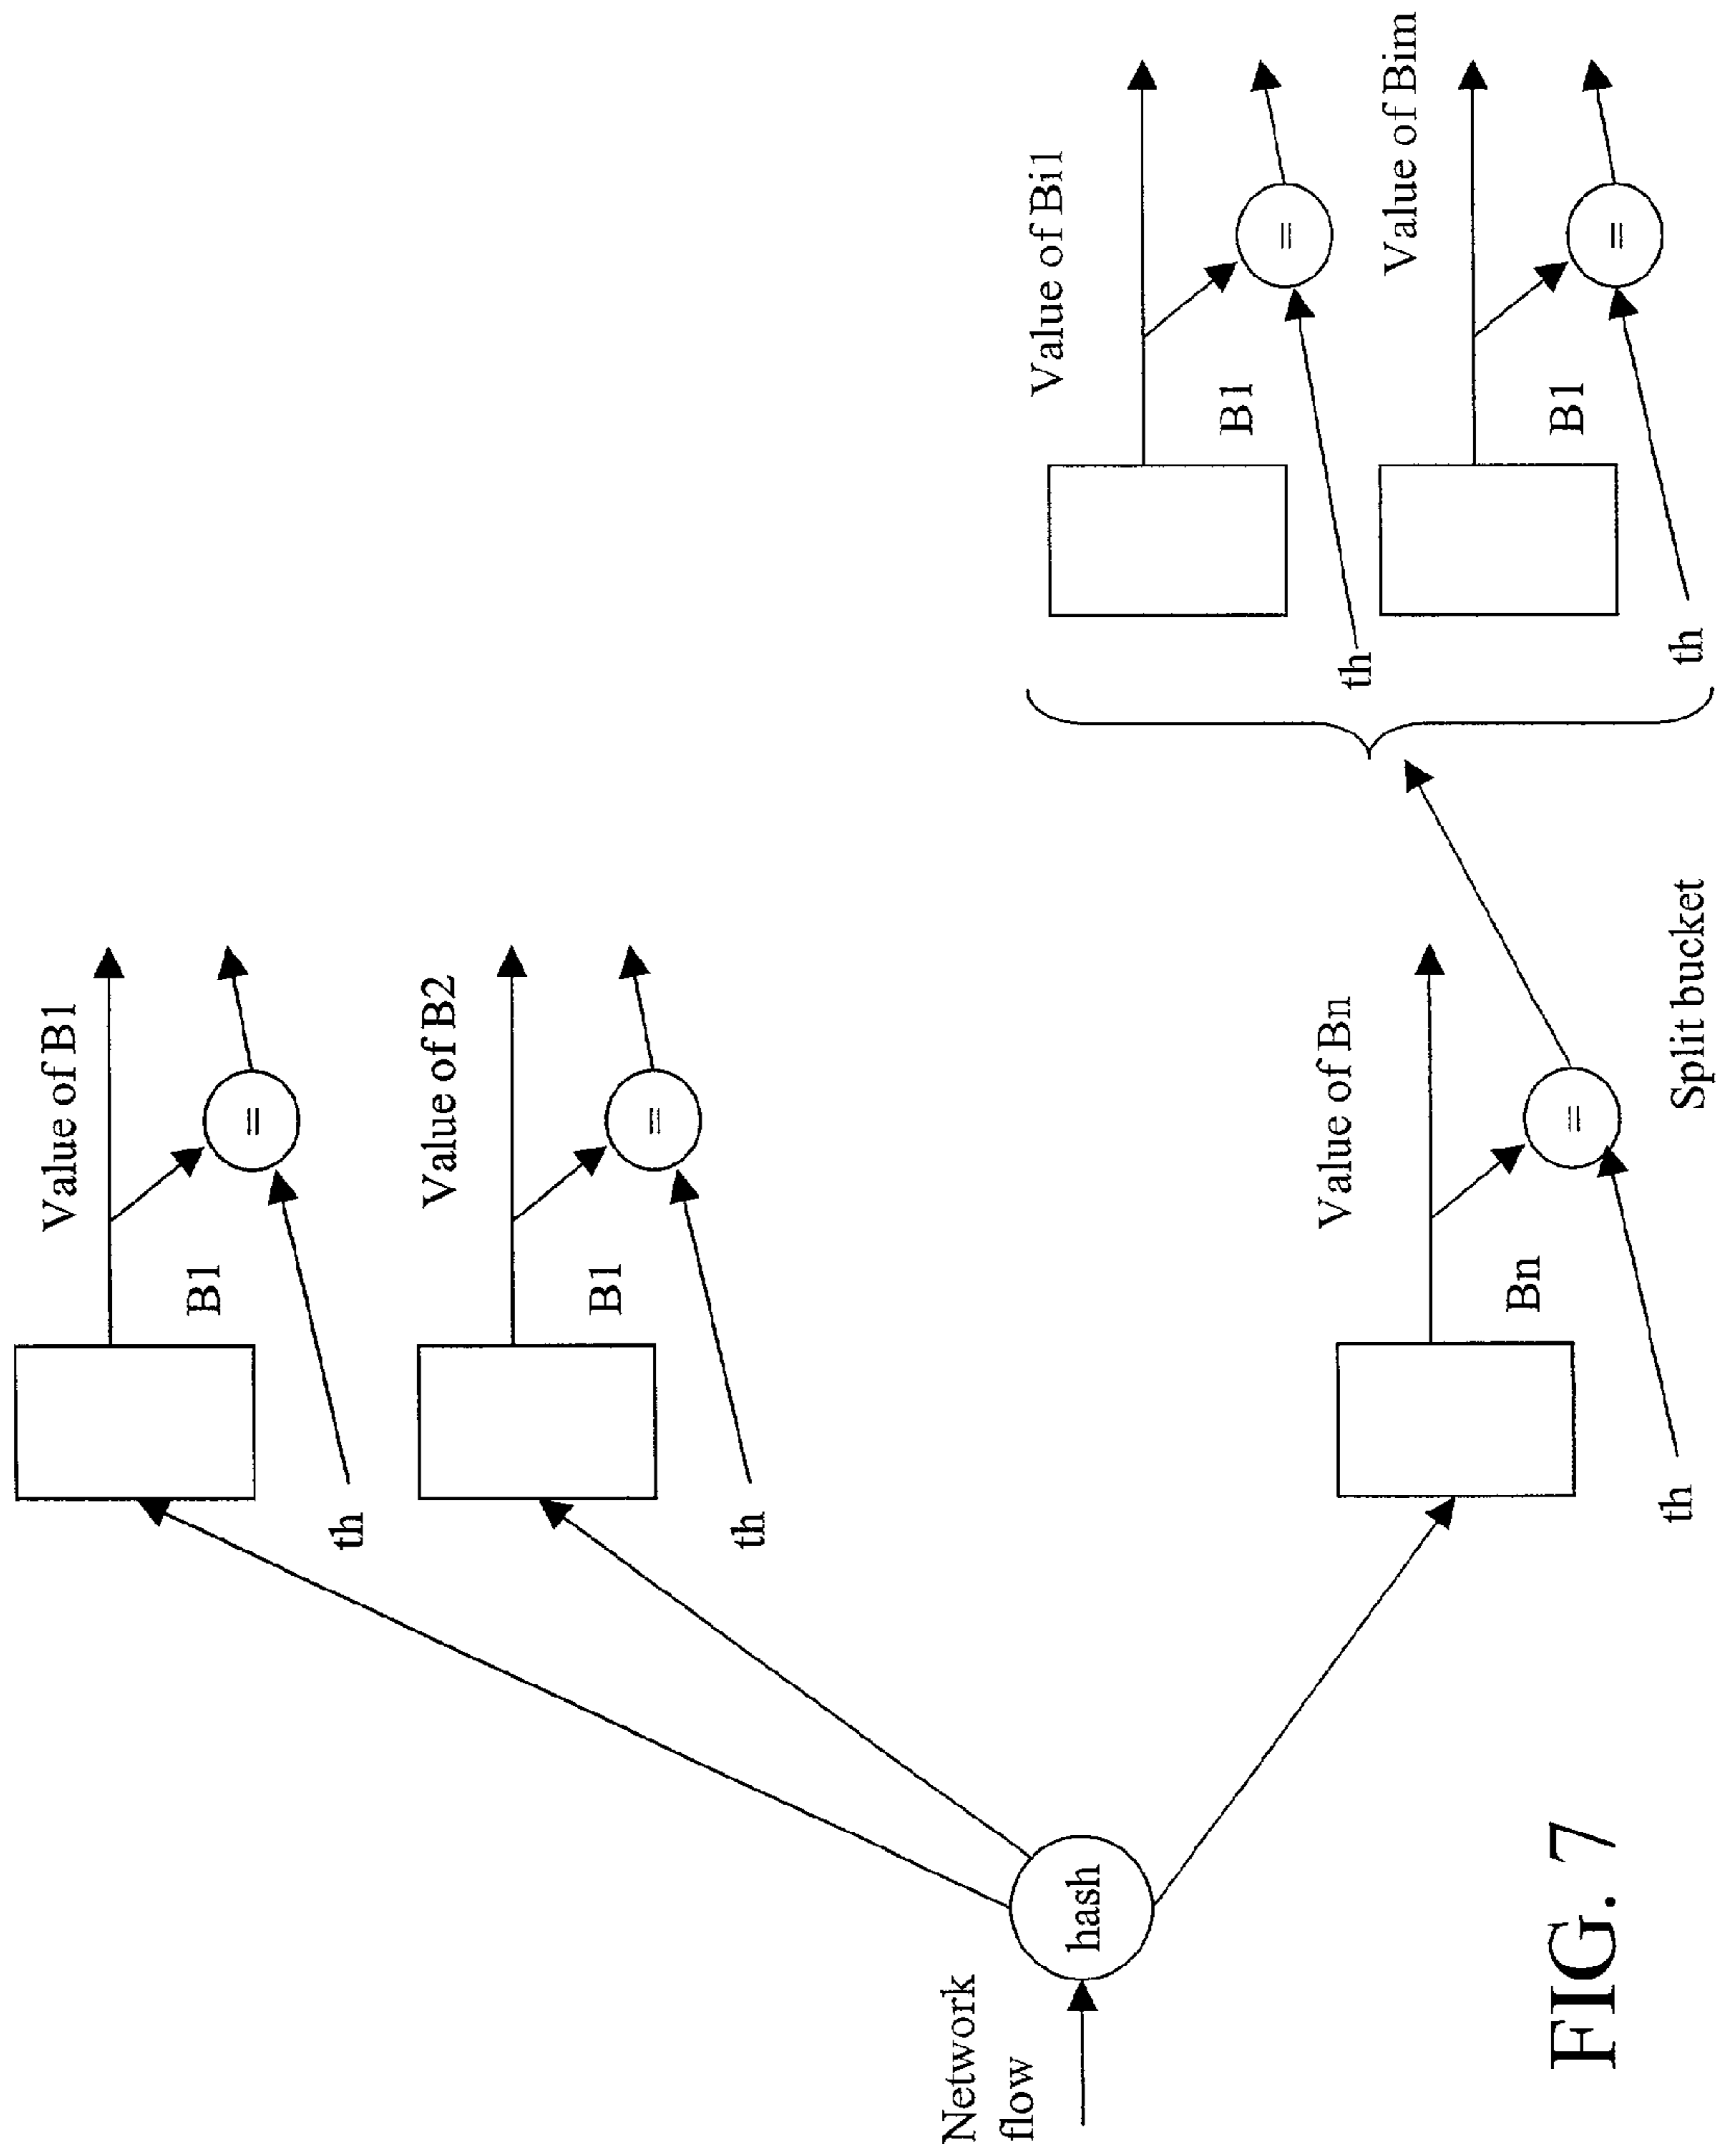 Value of B1
B1
th
Value of B2
B1
th
Network
flow
hash
Value of Bn
Bn
th
Split bucket
Value of Bi1
B1
th
Value of Bim
B1
th
=
=
=
=
=
FIG. 7